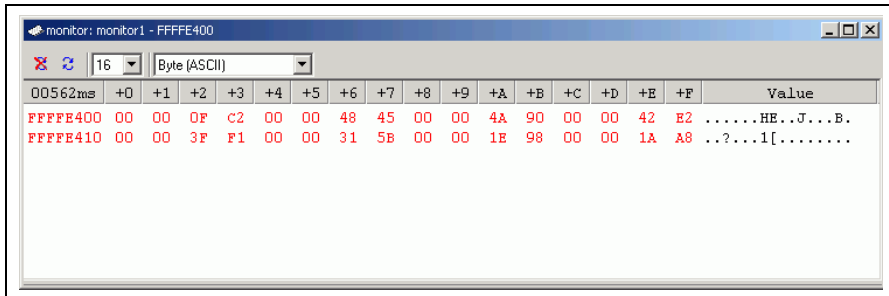 monitor: monitor1 - FFFFE400
16 Byte (ASCII)
00562ms +0 +1 +2 +3 +4 +5 +6 +7 +8 +9 +A +B +C +D +E +F Value
FFFFE400 00 00 0F C2 00 00 48 45 00 00 4A 90 00 00 42 E2 ......HE..J...B.
FFFFE410 00 00 3F F1 00 00 31 5B 00 00 1E 98 00 00 1A A8 ..?...1[........